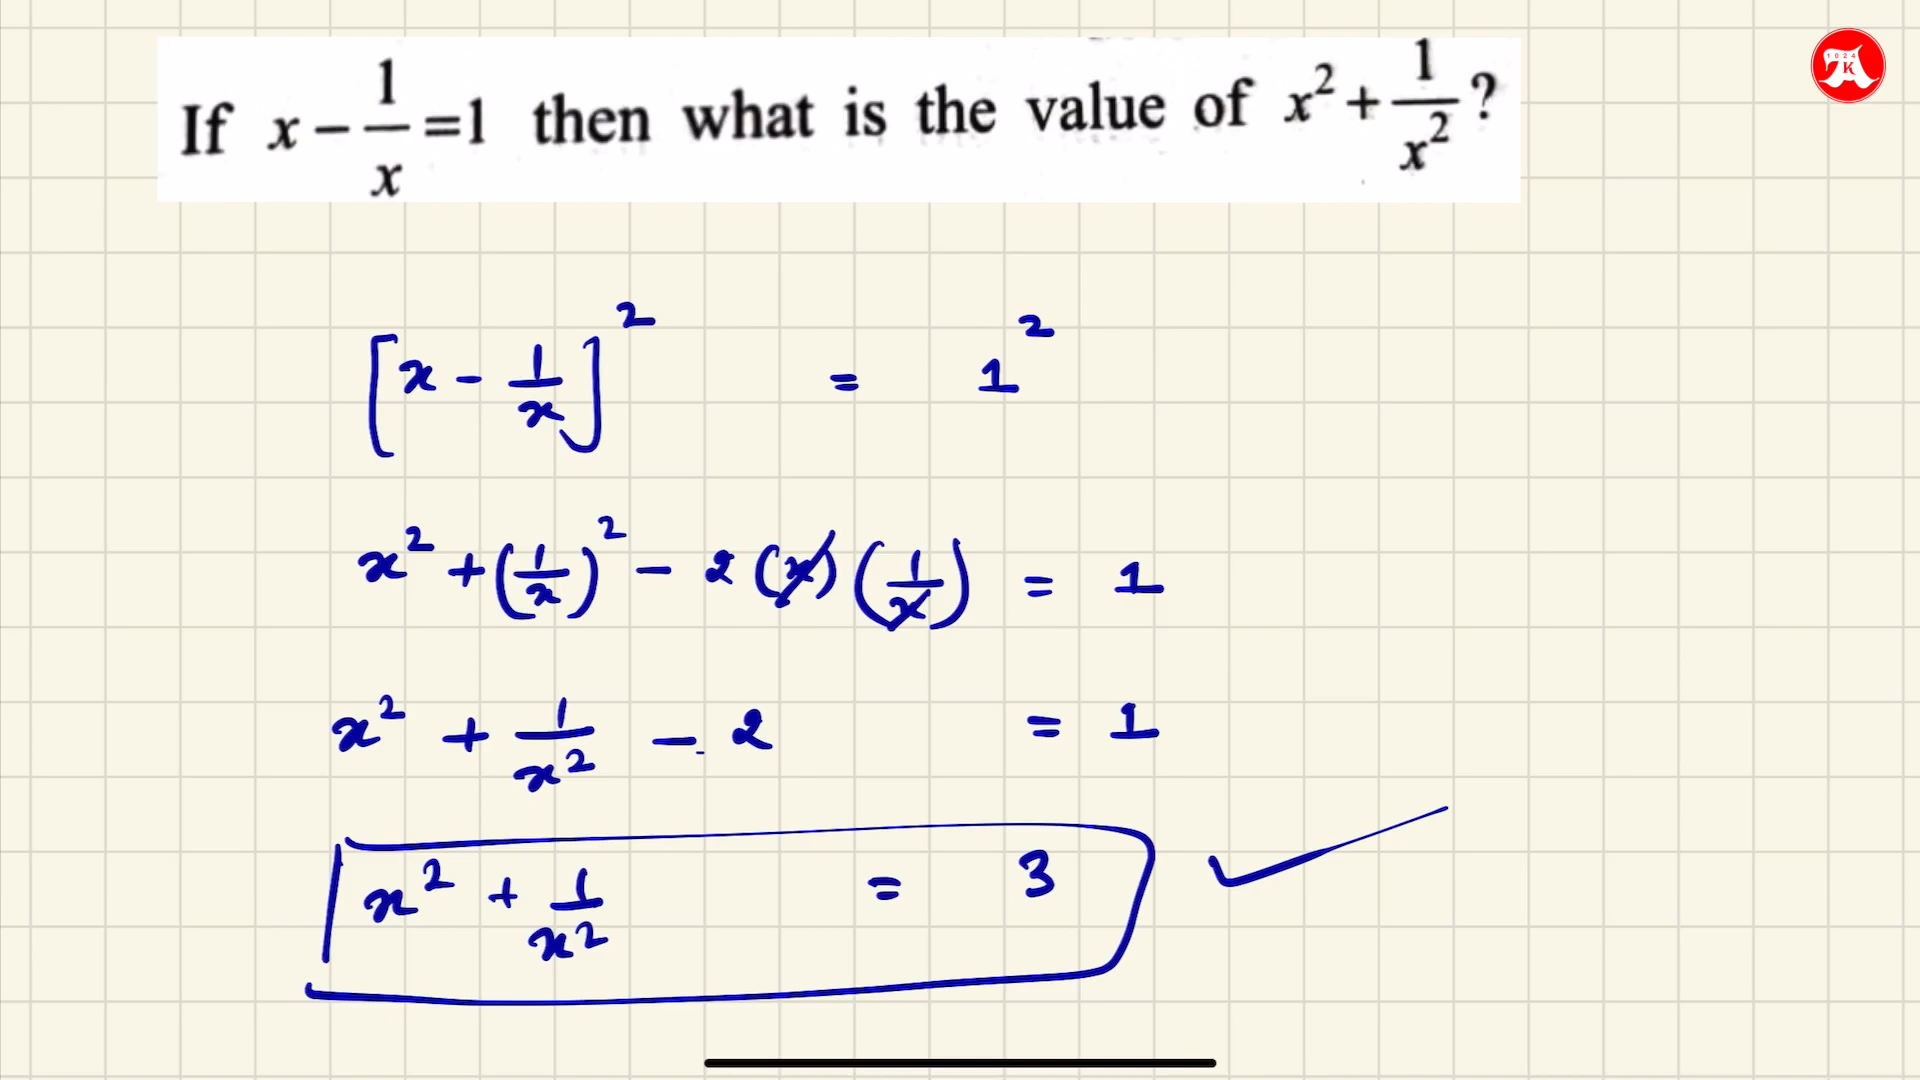 If x − 1/x = 1 then what is the value of x² + 1/x² ?
1024
K
[x − 1/x]² = 1²
x² + (1/x)² − 2 (x) (1/x) = 1
x² + 1/x² − 2 = 1
x² + 1/x² = 3